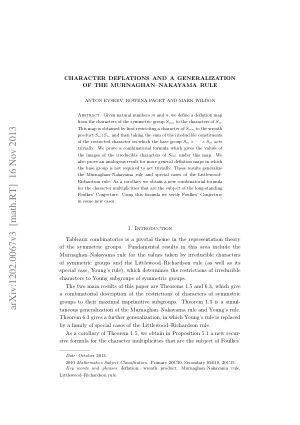 arXiv:1202.0067v3 [math.RT] 16 Nov 2013
CHARACTER DEFLATIONS AND A GENERALIZATION
OF THE MURNAGHAN–NAKAYAMA RULE
ANTON EVSEEV, ROWENA PAGET AND MARK WILDON
Abstract. Given natural numbers m and n, we define a deflation map
from the characters of the symmetric group Smn to the characters of Sn.
This map is obtained by first restricting a character of Smn to the wreath
product Sm ≀ Sn, and then taking the sum of the irreducible constituents
of the restricted character on which the base group Sm × · · · × Sm acts
trivially. We prove a combinatorial formula which gives the values of
the images of the irreducible characters of Smn under this map. We
also prove an analogous result for more general deflation maps in which
the base group is not required to act trivially. These results generalize
the Murnaghan–Nakayama rule and special cases of the Littlewood–
Richardson rule. As a corollary we obtain a new combinatorial formula
for the character multiplicities that are the subject of the long-standing
Foulkes' Conjecture. Using this formula we verify Foulkes' Conjecture
in some new cases.
1. Introduction
Tableau combinatorics is a pivotal theme in the representation theory
of the symmetric groups. Fundamental results in this area include the
Murnaghan–Nakayama rule for the values taken by irreducible characters
of symmetric groups and the Littlewood–Richardson rule (as well as its
special case, Young's rule), which determines the restrictions of irreducible
characters to Young subgroups of symmetric groups.
The two main results of this paper are Theorems 1.5 and 6.3, which give
a combinatorial description of the restrictions of characters of symmetric
groups to their maximal imprimitive subgroups. Theorem 1.5 is a simul-
taneous generalization of the Murnaghan–Nakayama rule and Young's rule.
Theorem 6.3 gives a further generalization, in which Young's rule is replaced
by a family of special cases of the Littlewood–Richardson rule.
As a corollary of Theorem 1.5, we obtain in Proposition 5.1 a new recur-
sive formula for the character multiplicities that are the subject of Foulkes'
Date: October 2013.
2010 Mathematics Subject Classification. Primary 20C30; Secondary 05E10, 20C15.
Key words and phrases. deflation, wreath product, Murnaghan–Nakayama rule,
Littlewood–Richardson rule.